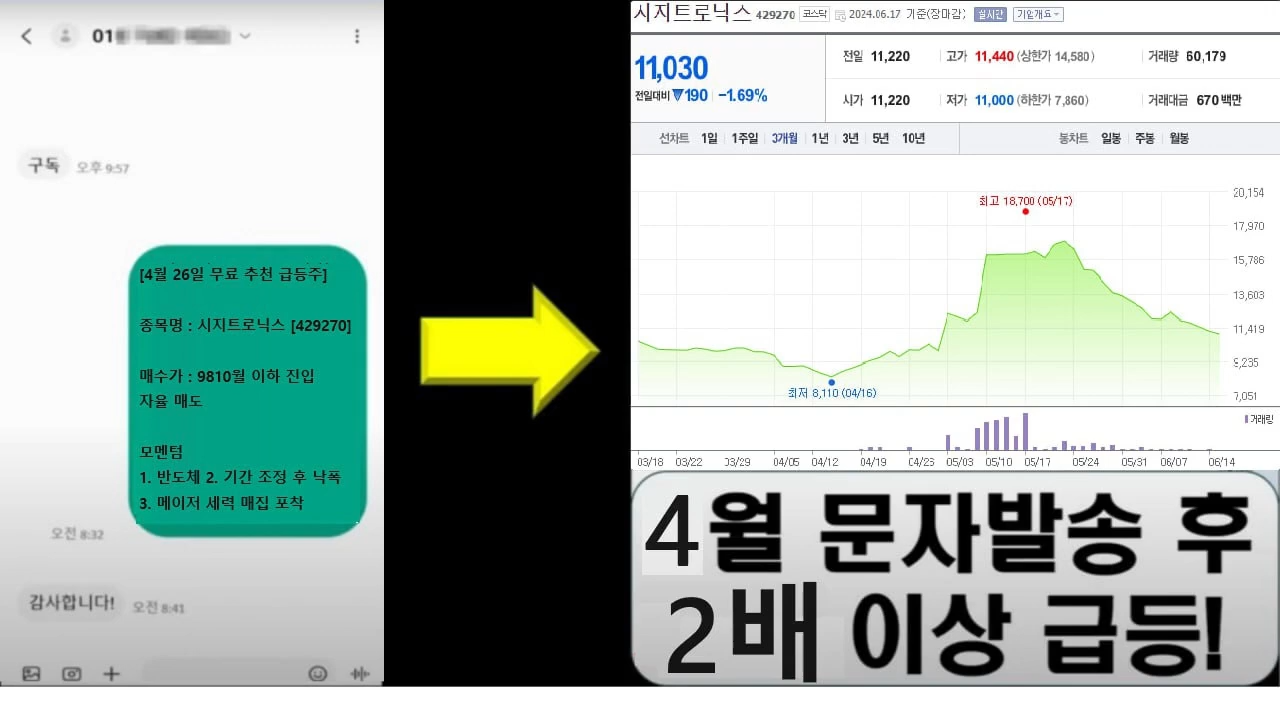 구독
오후 9:57
[4월 26일 무료 추천 급등주]
종목명 : 시지트로닉스 [429270]
매수가 : 9810월 이하 진입
자율 매도
모멘텀
1. 반도체 2. 기간 조정 후 낙폭
3. 메이저 세력 매집 포착
오전 8:32
감사합니다!
오전 8:41
시지트로닉스 429270 코스닥 2024.06.17 기준(장마감) 실시간 기업개요
11,030
전일대비 ▼190 -1.69%
전일 11,220 고가 11,440 (상한가 14,580) 거래량 60,179
시가 11,220 저가 11,000 (하한가 7,860) 거래대금 670 백만
선차트 1일 1주일 3개월 1년 3년 5년 10년 봉차트 일봉 주봉 월봉
최고 18,700 (05/17)
최저 8,110 (04/16)
20,154
17,970
15,786
13,603
11,419
9,235
7,051
거래량
03/18 03/22 03/29 04/05 04/12 04/19 04/26 05/03 05/10 05/17 05/24 05/31 06/07 06/14
4월 문자발송 후
2배 이상 급등!